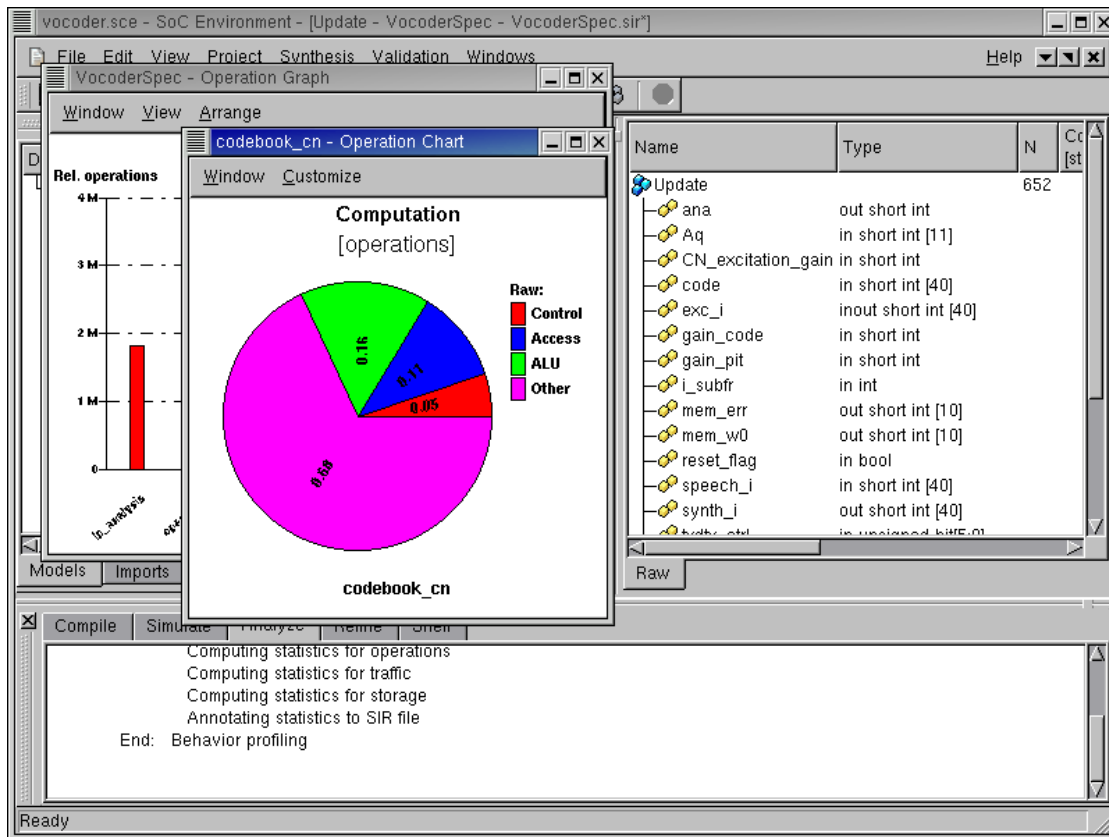 vocoder.sce - SoC Environment - [Update - VocoderSpec - VocoderSpec.sir*]
File Edit View Project Synthesis Validation Windows Help
VocoderSpec - Operation Graph
Window View Arrange
codebook_cn - Operation Chart
Window Customize
Rel. operations
4 M
3 M
2 M
1 M
0
lp_analysis
Computation
[operations]
Raw:
Control
Access
ALU
Other
0.16
0.11
0.05
0.68
codebook_cn
Name Type N
Update 652
ana out short int
Aq in short int [11]
CN_excitation_gain in short int
code in short int [40]
exc_i inout short int [40]
gain_code in short int
gain_pit in short int
i_subfr in int
mem_err out short int [10]
mem_w0 out short int [10]
reset_flag in bool
speech_i in short int [40]
synth_i out short int [40]
Models Imports
Raw
Compile Simulate Analyze Refine Shell
Computing statistics for operations
Computing statistics for traffic
Computing statistics for storage
Annotating statistics to SIR file
End: Behavior profiling
Ready